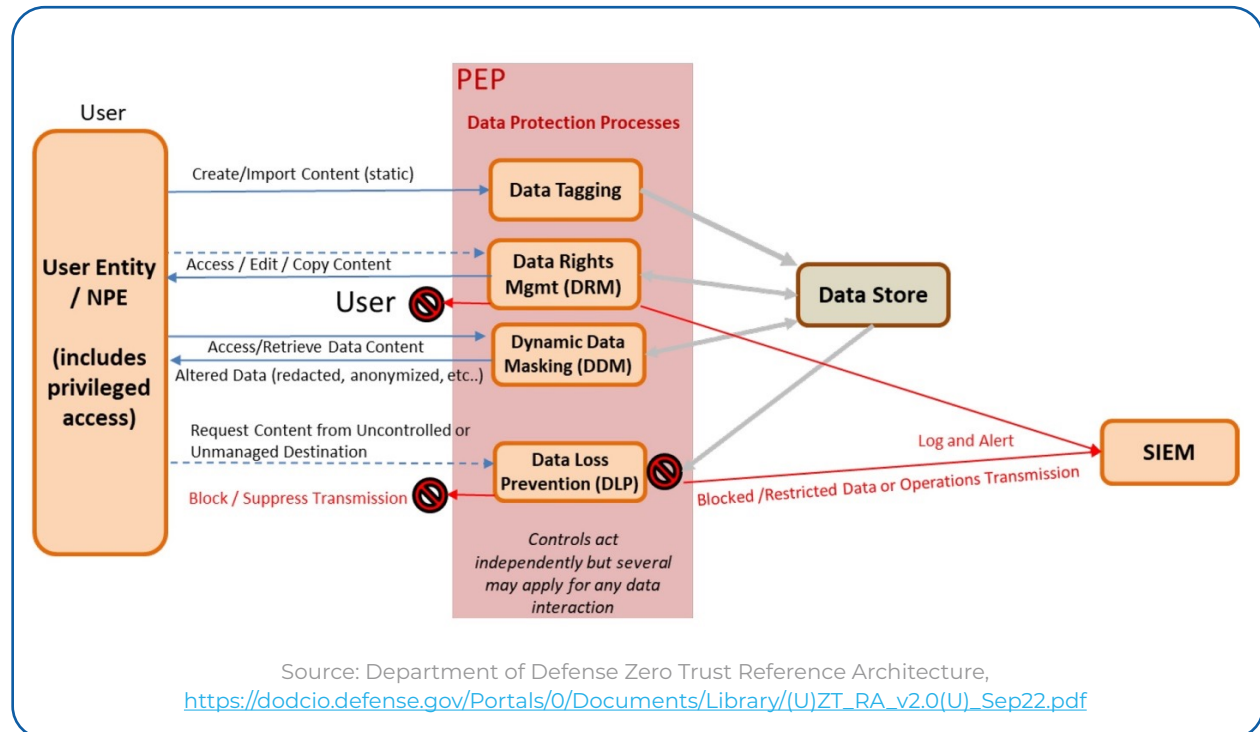 PEP
User
Data Protection Processes
Create/Import Content (static)
Data Tagging
User Entity
/ NPE
(includes
privileged
access)
Access / Edit / Copy Content
Data Rights
Mgmt (DRM)
User
Data Store
Access/Retrieve Data Content
Dynamic Data
Masking (DDM)
Altered Data (redacted, anonymized, etc..)
Request Content from Uncontrolled or
Unmanaged Destination
Data Loss
Prevention (DLP)
Log and Alert
SIEM
Block / Suppress Transmission
Blocked /Restricted Data or Operations Transmission
Controls act
independently but several
may apply for any data
interaction
Source: Department of Defense Zero Trust Reference Architecture,
https://dodcio.defense.gov/Portals/0/Documents/Library/(U)ZT_RA_v2.0(U)_Sep22.pdf